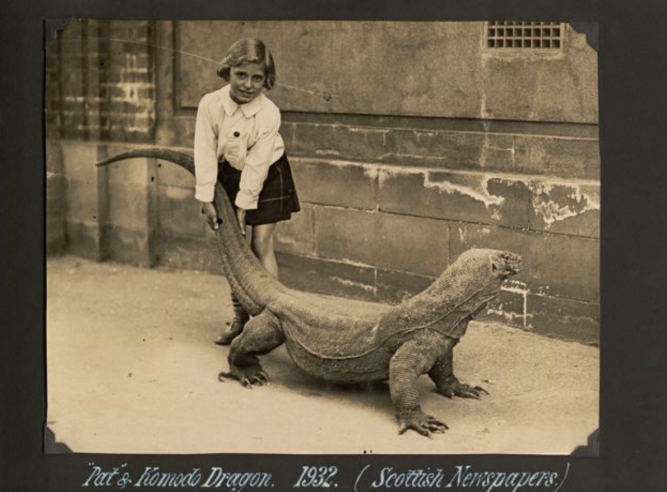 "Pat" & Komodo Dragon. 1932. (Scottish Newspapers.)